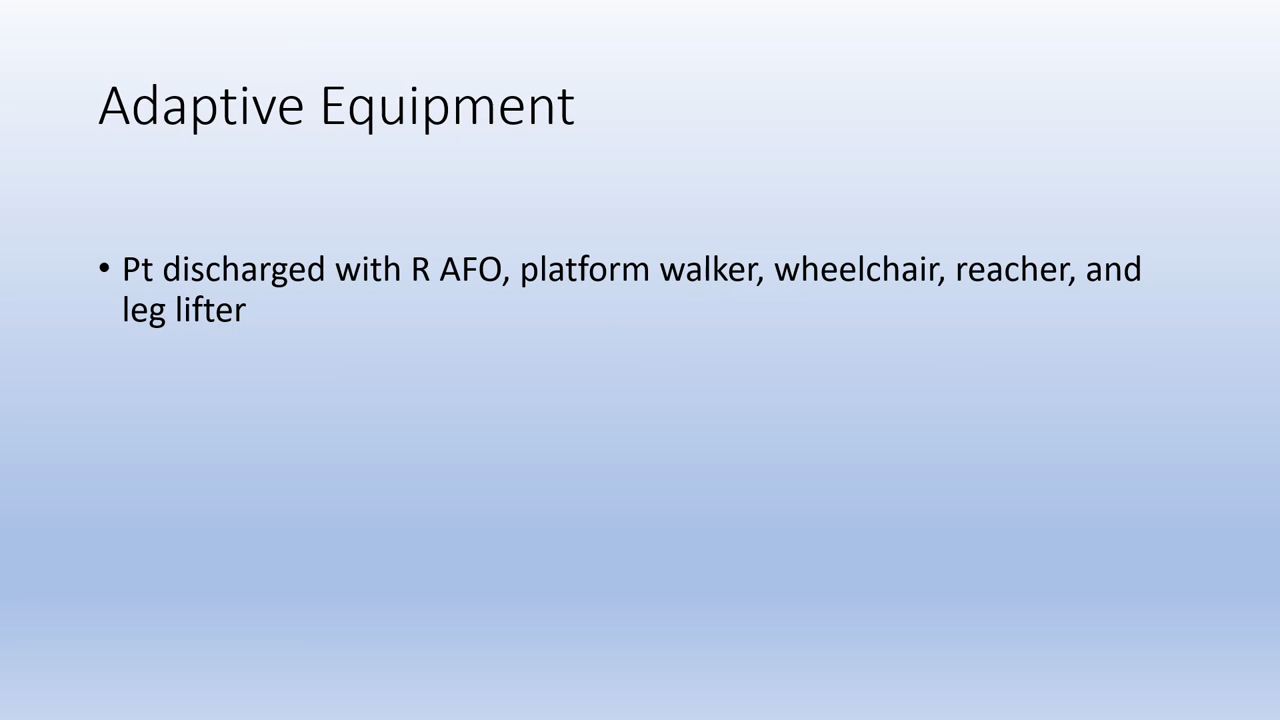 Adaptive Equipment
• Pt discharged with R AFO, platform walker, wheelchair, reacher, and
leg lifter